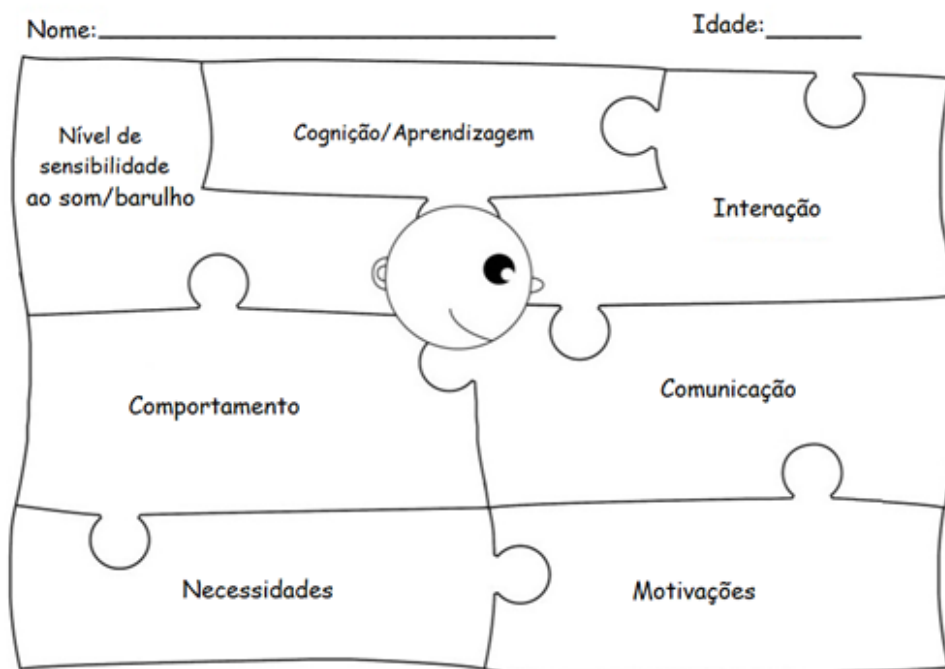 Nome:
Idade:
Nível de
sensibilidade
ao som/barulho
Cognição/Aprendizagem
Interação
Comportamento
Comunicação
Necessidades
Motivações